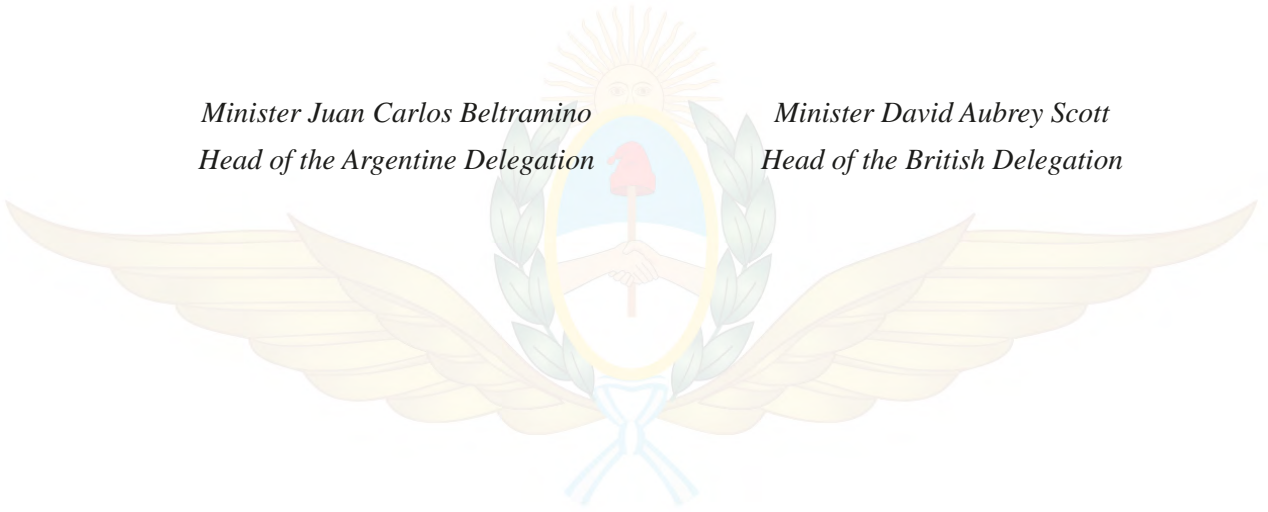 Minister Juan Carlos Beltramino
Head of the Argentine Delegation
Minister David Aubrey Scott
Head of the British Delegation